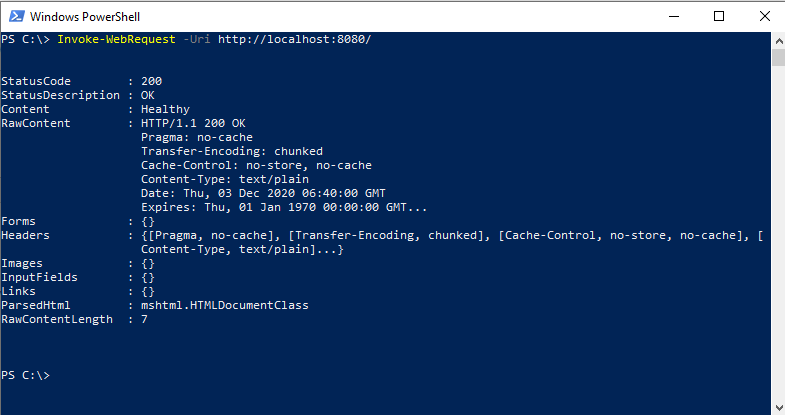 Windows PowerShell
PS C:\> Invoke-WebRequest -Uri http://localhost:8080/
StatusCode        : 200
StatusDescription : OK
Content           : Healthy
RawContent        : HTTP/1.1 200 OK
                    Pragma: no-cache
                    Transfer-Encoding: chunked
                    Cache-Control: no-store, no-cache
                    Content-Type: text/plain
                    Date: Thu, 03 Dec 2020 06:40:00 GMT
                    Expires: Thu, 01 Jan 1970 00:00:00 GMT...
Forms             : {}
Headers           : {[Pragma, no-cache], [Transfer-Encoding, chunked], [Cache-Control, no-store, no-cache], [
                    Content-Type, text/plain]...}
Images            : {}
InputFields       : {}
Links             : {}
ParsedHtml        : mshtml.HTMLDocumentClass
RawContentLength  : 7
PS C:\>